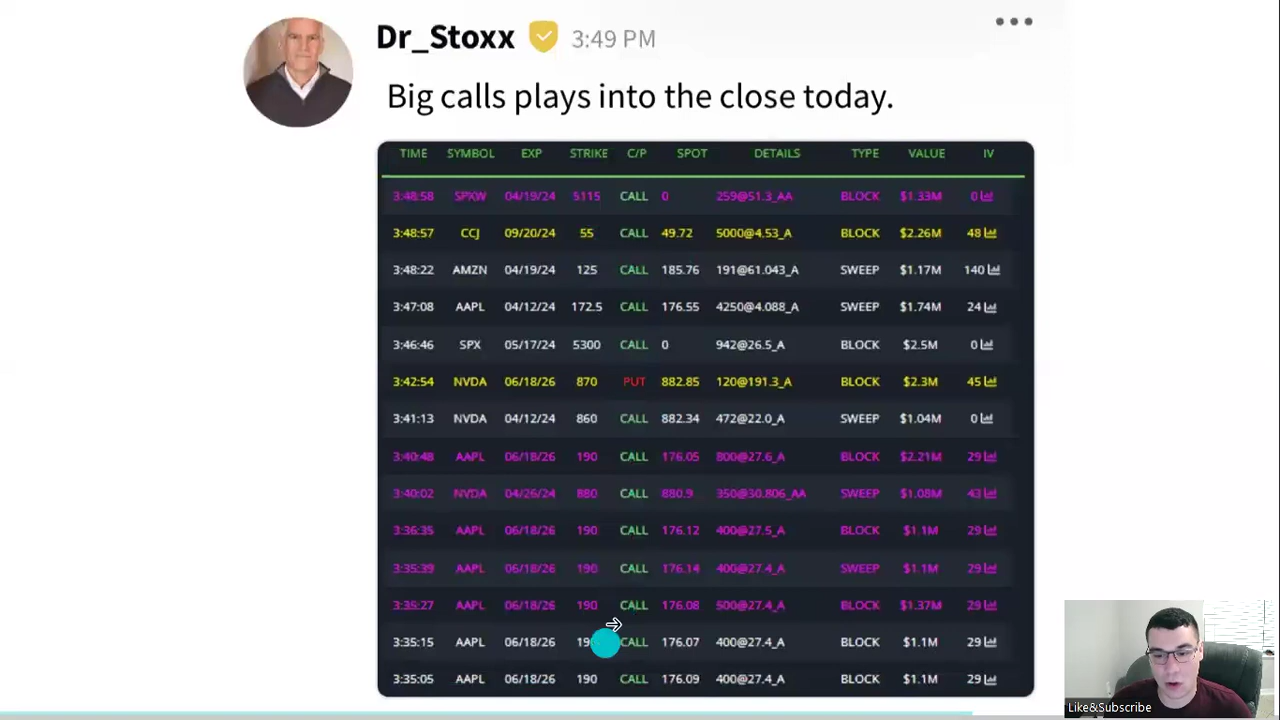 Dr_Stoxx 3:49 PM
Big calls plays into the close today.
TIME SYMBOL EXP STRIKE C/P SPOT DETAILS TYPE VALUE IV
3:48:58 SPXW 04/19/24 5115 CALL 0 259@51.3_AA BLOCK $1.33M 0
3:48:57 CCJ 09/20/24 55 CALL 49.72 5000@4.53_A BLOCK $2.26M 48
3:48:22 AMZN 04/19/24 125 CALL 185.76 191@61.043_A SWEEP $1.17M 140
3:47:08 AAPL 04/12/24 172.5 CALL 176.55 4250@4.088_A SWEEP $1.74M 24
3:46:46 SPX 05/17/24 5300 CALL 0 942@26.5_A BLOCK $2.5M 0
3:42:54 NVDA 06/18/26 870 PUT 882.85 120@191.3_A BLOCK $2.3M 45
3:41:13 NVDA 04/12/24 860 CALL 882.34 472@22.0_A SWEEP $1.04M 0
3:40:48 AAPL 06/18/26 190 CALL 176.05 800@27.6_A BLOCK $2.21M 29
3:40:02 NVDA 04/26/24 880 CALL 880.9 350@30.806_AA SWEEP $1.08M 43
3:36:35 AAPL 06/18/26 190 CALL 176.12 400@27.5_A BLOCK $1.1M 29
3:35:39 AAPL 06/18/26 190 CALL 176.14 400@27.4_A SWEEP $1.1M 29
3:35:27 AAPL 06/18/26 190 CALL 176.08 500@27.4_A BLOCK $1.37M 29
3:35:15 AAPL 06/18/26 CALL 176.07 400@27.4_A BLOCK $1.1M 29
3:35:05 AAPL 06/18/26 190 CALL 176.09 400@27.4_A BLOCK $1.1M 29
Like&Subscribe